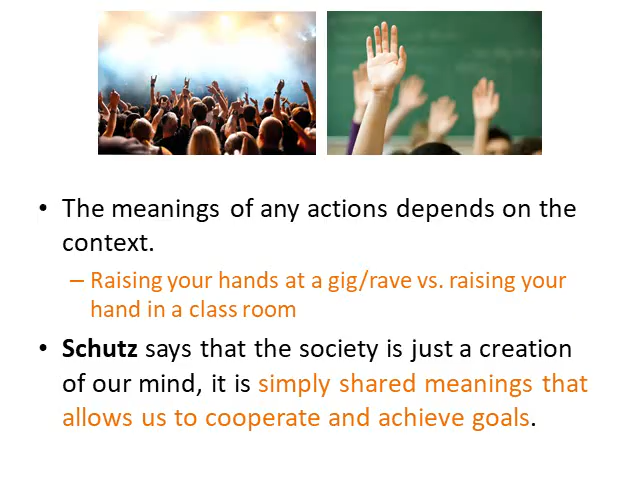 • The meanings of any actions depends on the
context.
– Raising your hands at a gig/rave vs. raising your
hand in a class room
• Schutz says that the society is just a creation
of our mind, it is simply shared meanings that
allows us to cooperate and achieve goals.